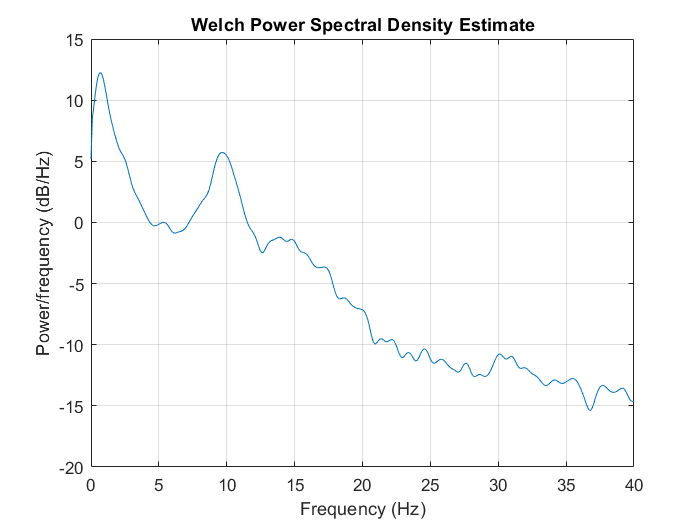 Welch Power Spectral Density Estimate
15
10
5
0
-5
-10
-15
-20
Power/frequency (dB/Hz)
0 5 10 15 20 25 30 35 40
Frequency (Hz)